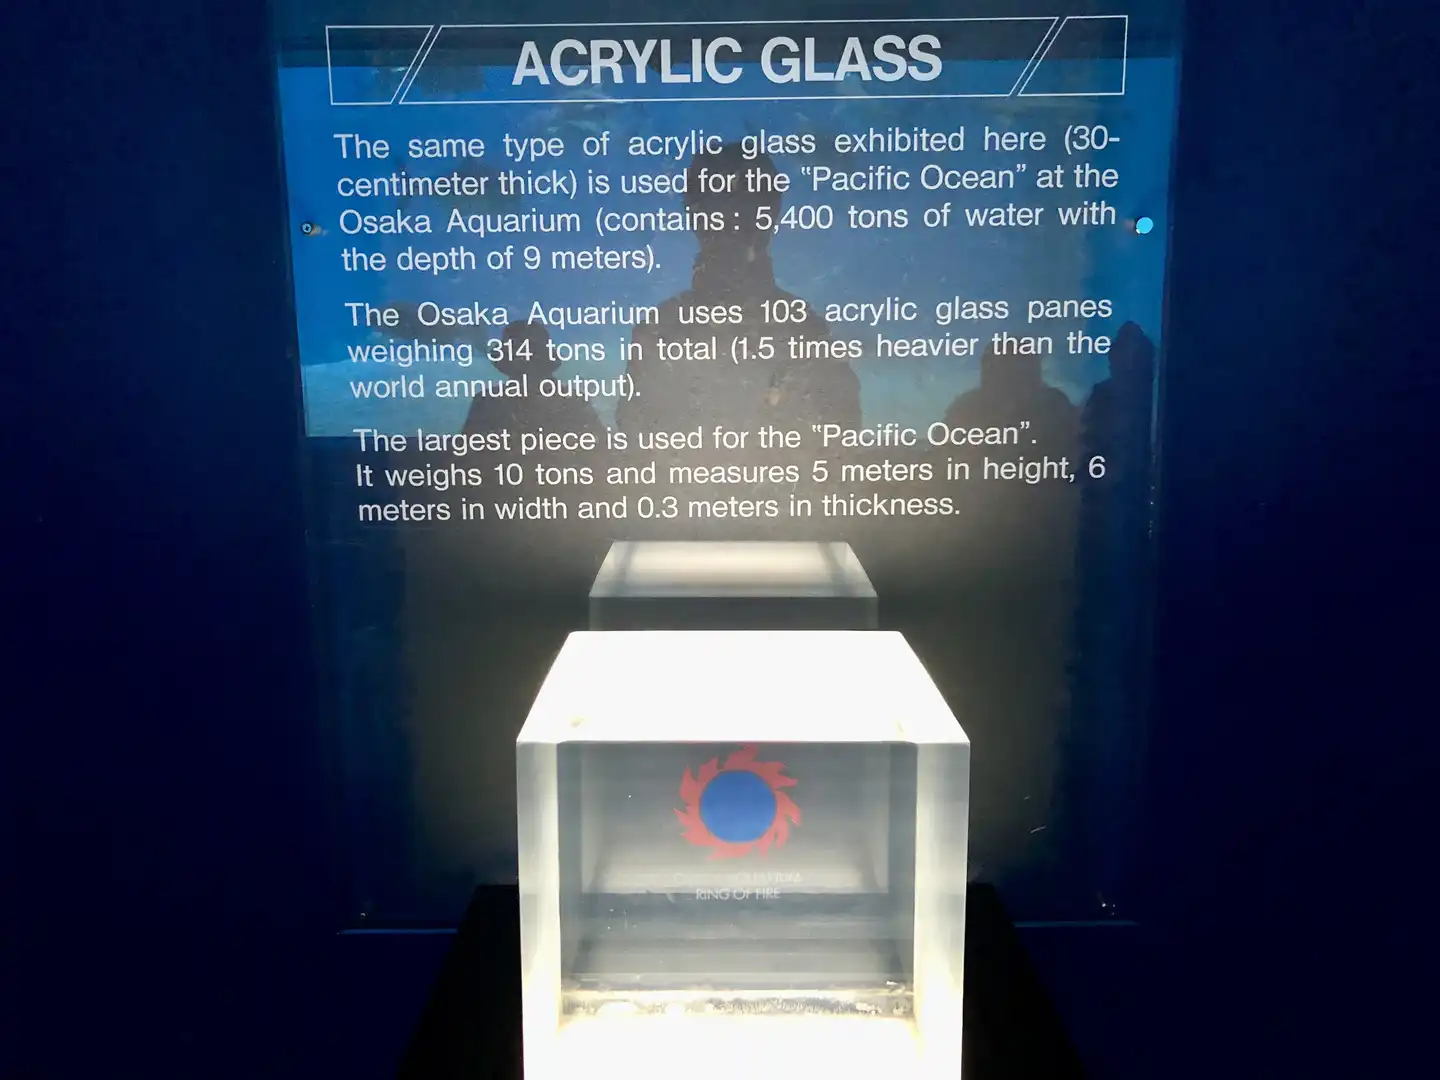 ACRYLIC GLASS
The same type of acrylic glass exhibited here (30-
centimeter thick) is used for the "Pacific Ocean" at the
Osaka Aquarium (contains : 5,400 tons of water with
the depth of 9 meters).
The Osaka Aquarium uses 103 acrylic glass panes
weighing 314 tons in total (1.5 times heavier than the
world annual output).
The largest piece is used for the "Pacific Ocean".
It weighs 10 tons and measures 5 meters in height, 6
meters in width and 0.3 meters in thickness.
RING OF FIRE